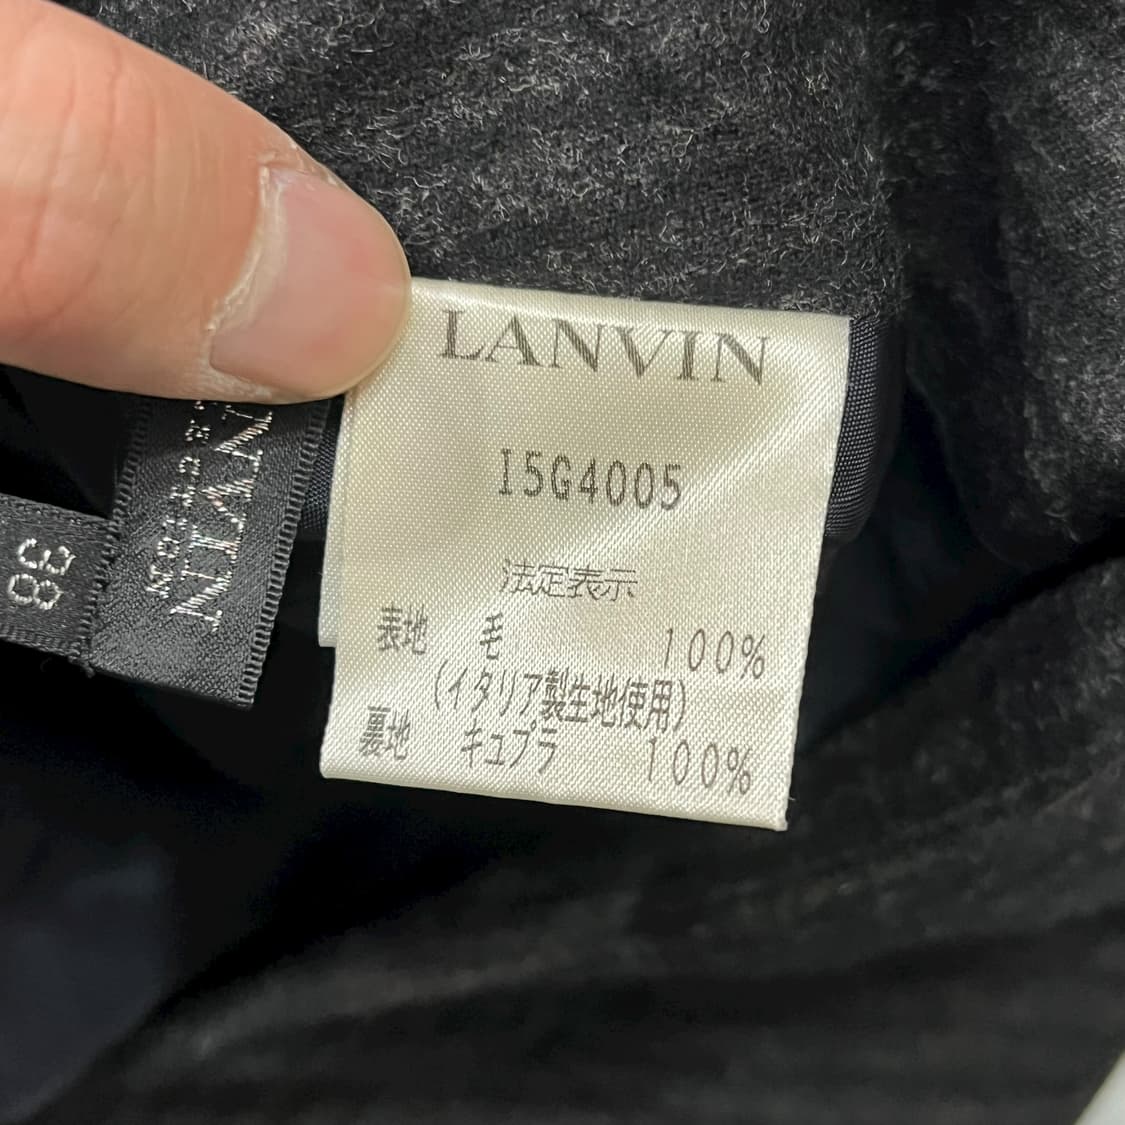 LANVIN
I5G4005
法定表示
表地 毛 100%
(イタリア製生地使用)
裏地 キュプラ 100%
LANVIN
38